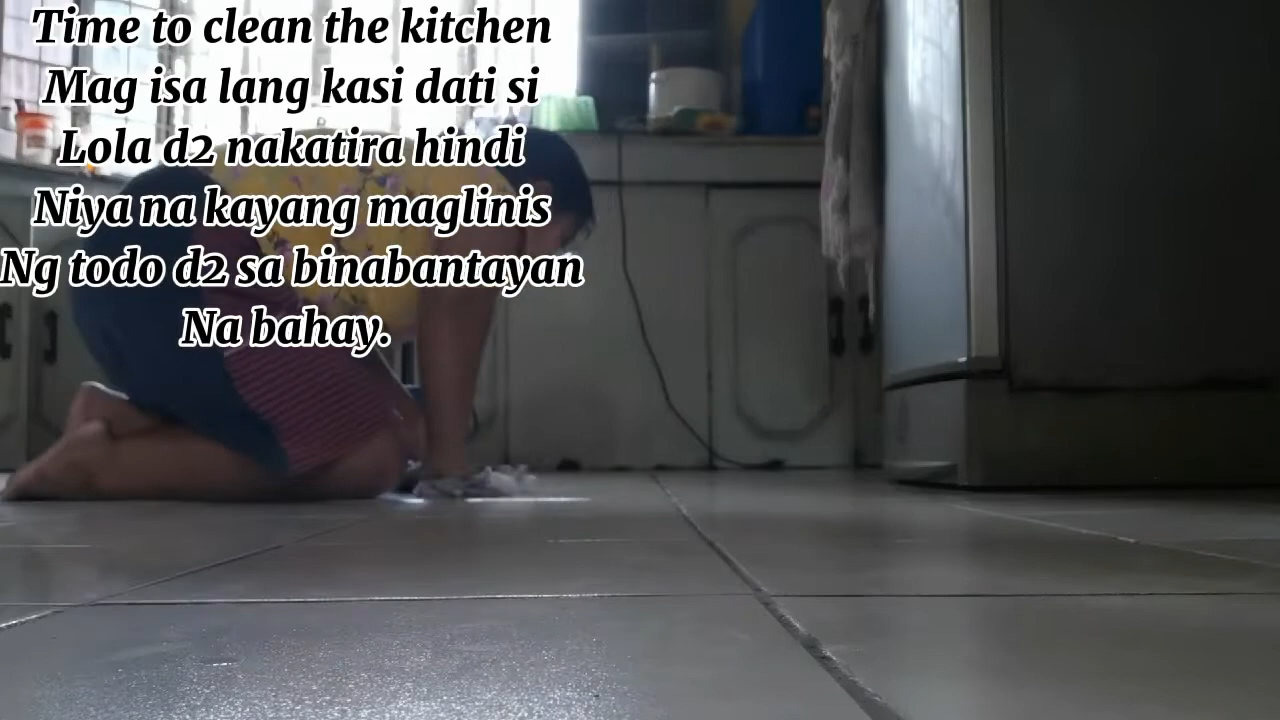 Time to clean the kitchen
Mag isa lang kasi dati si
Lola d2 nakatira hindi
Niya na kayang maglinis
Ng todo d2 sa binabantayan
Na bahay.